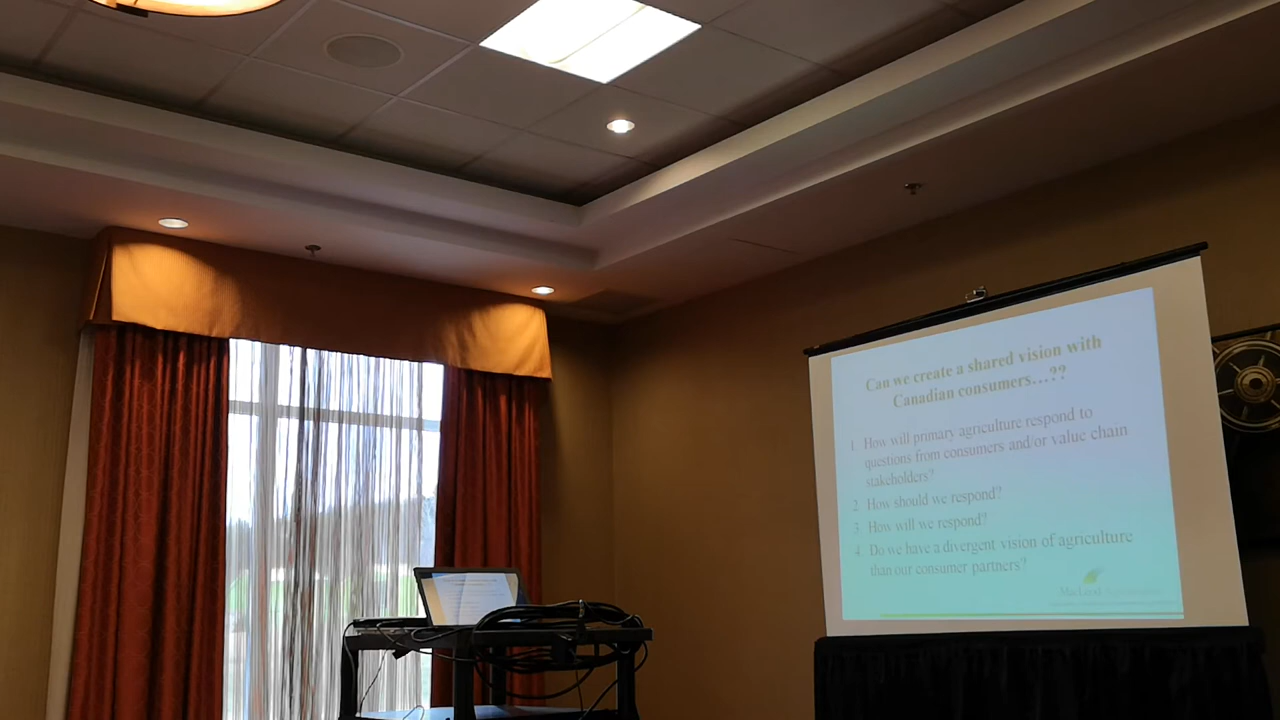 Can we create a shared vision with
Canadian consumers…??
1. How will primary agriculture respond to
questions from consumers and/or value chain
stakeholders?
2. How should we respond?
3. How will we respond?
4. Do we have a divergent vision of agriculture
than our consumer partners?
MacLeod